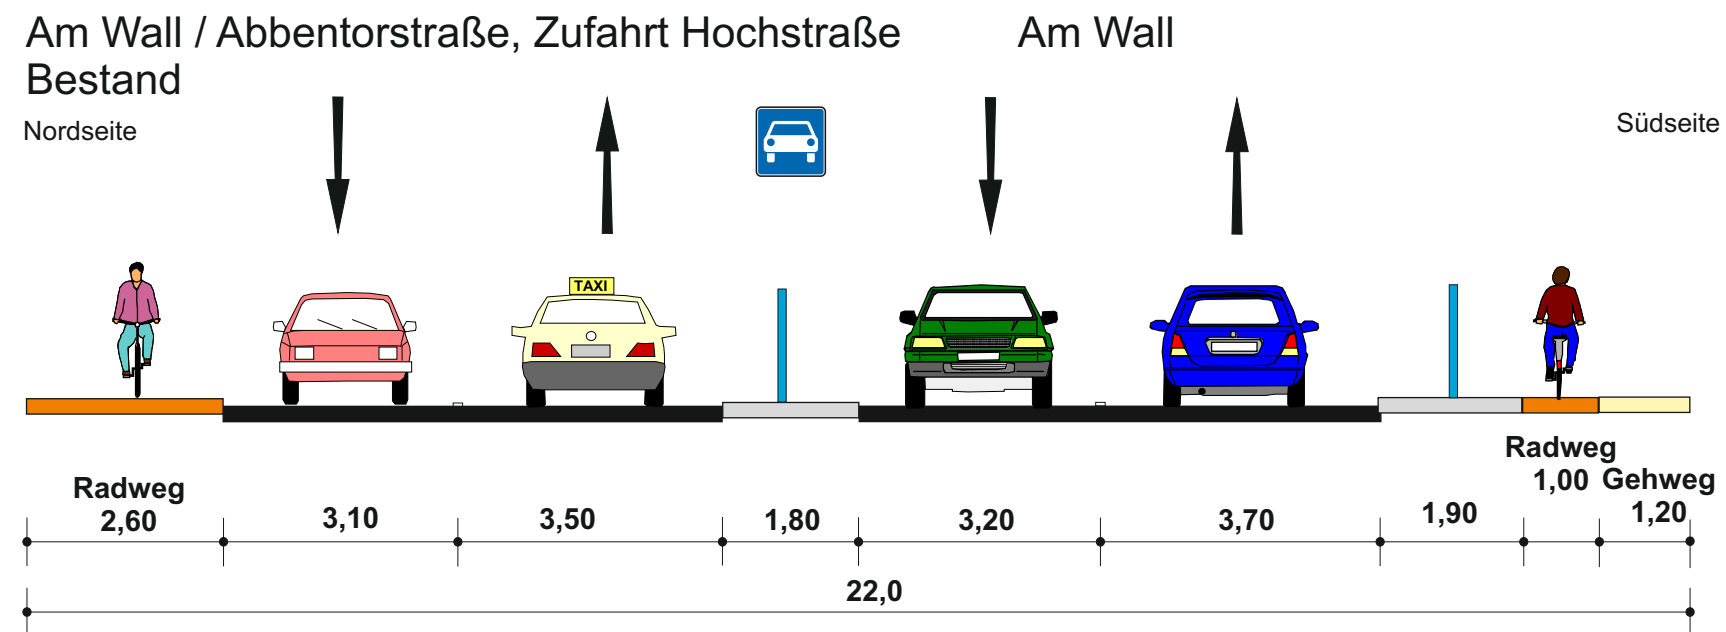 Am Wall / Abbentorstraße, Zufahrt Hochstraße
Am Wall
Bestand
Nordseite
Südseite
TAXI
Radweg
2,60
3,10
3,50
1,80
3,20
3,70
1,90
Radweg
1,00
Gehweg
1,20
22,0